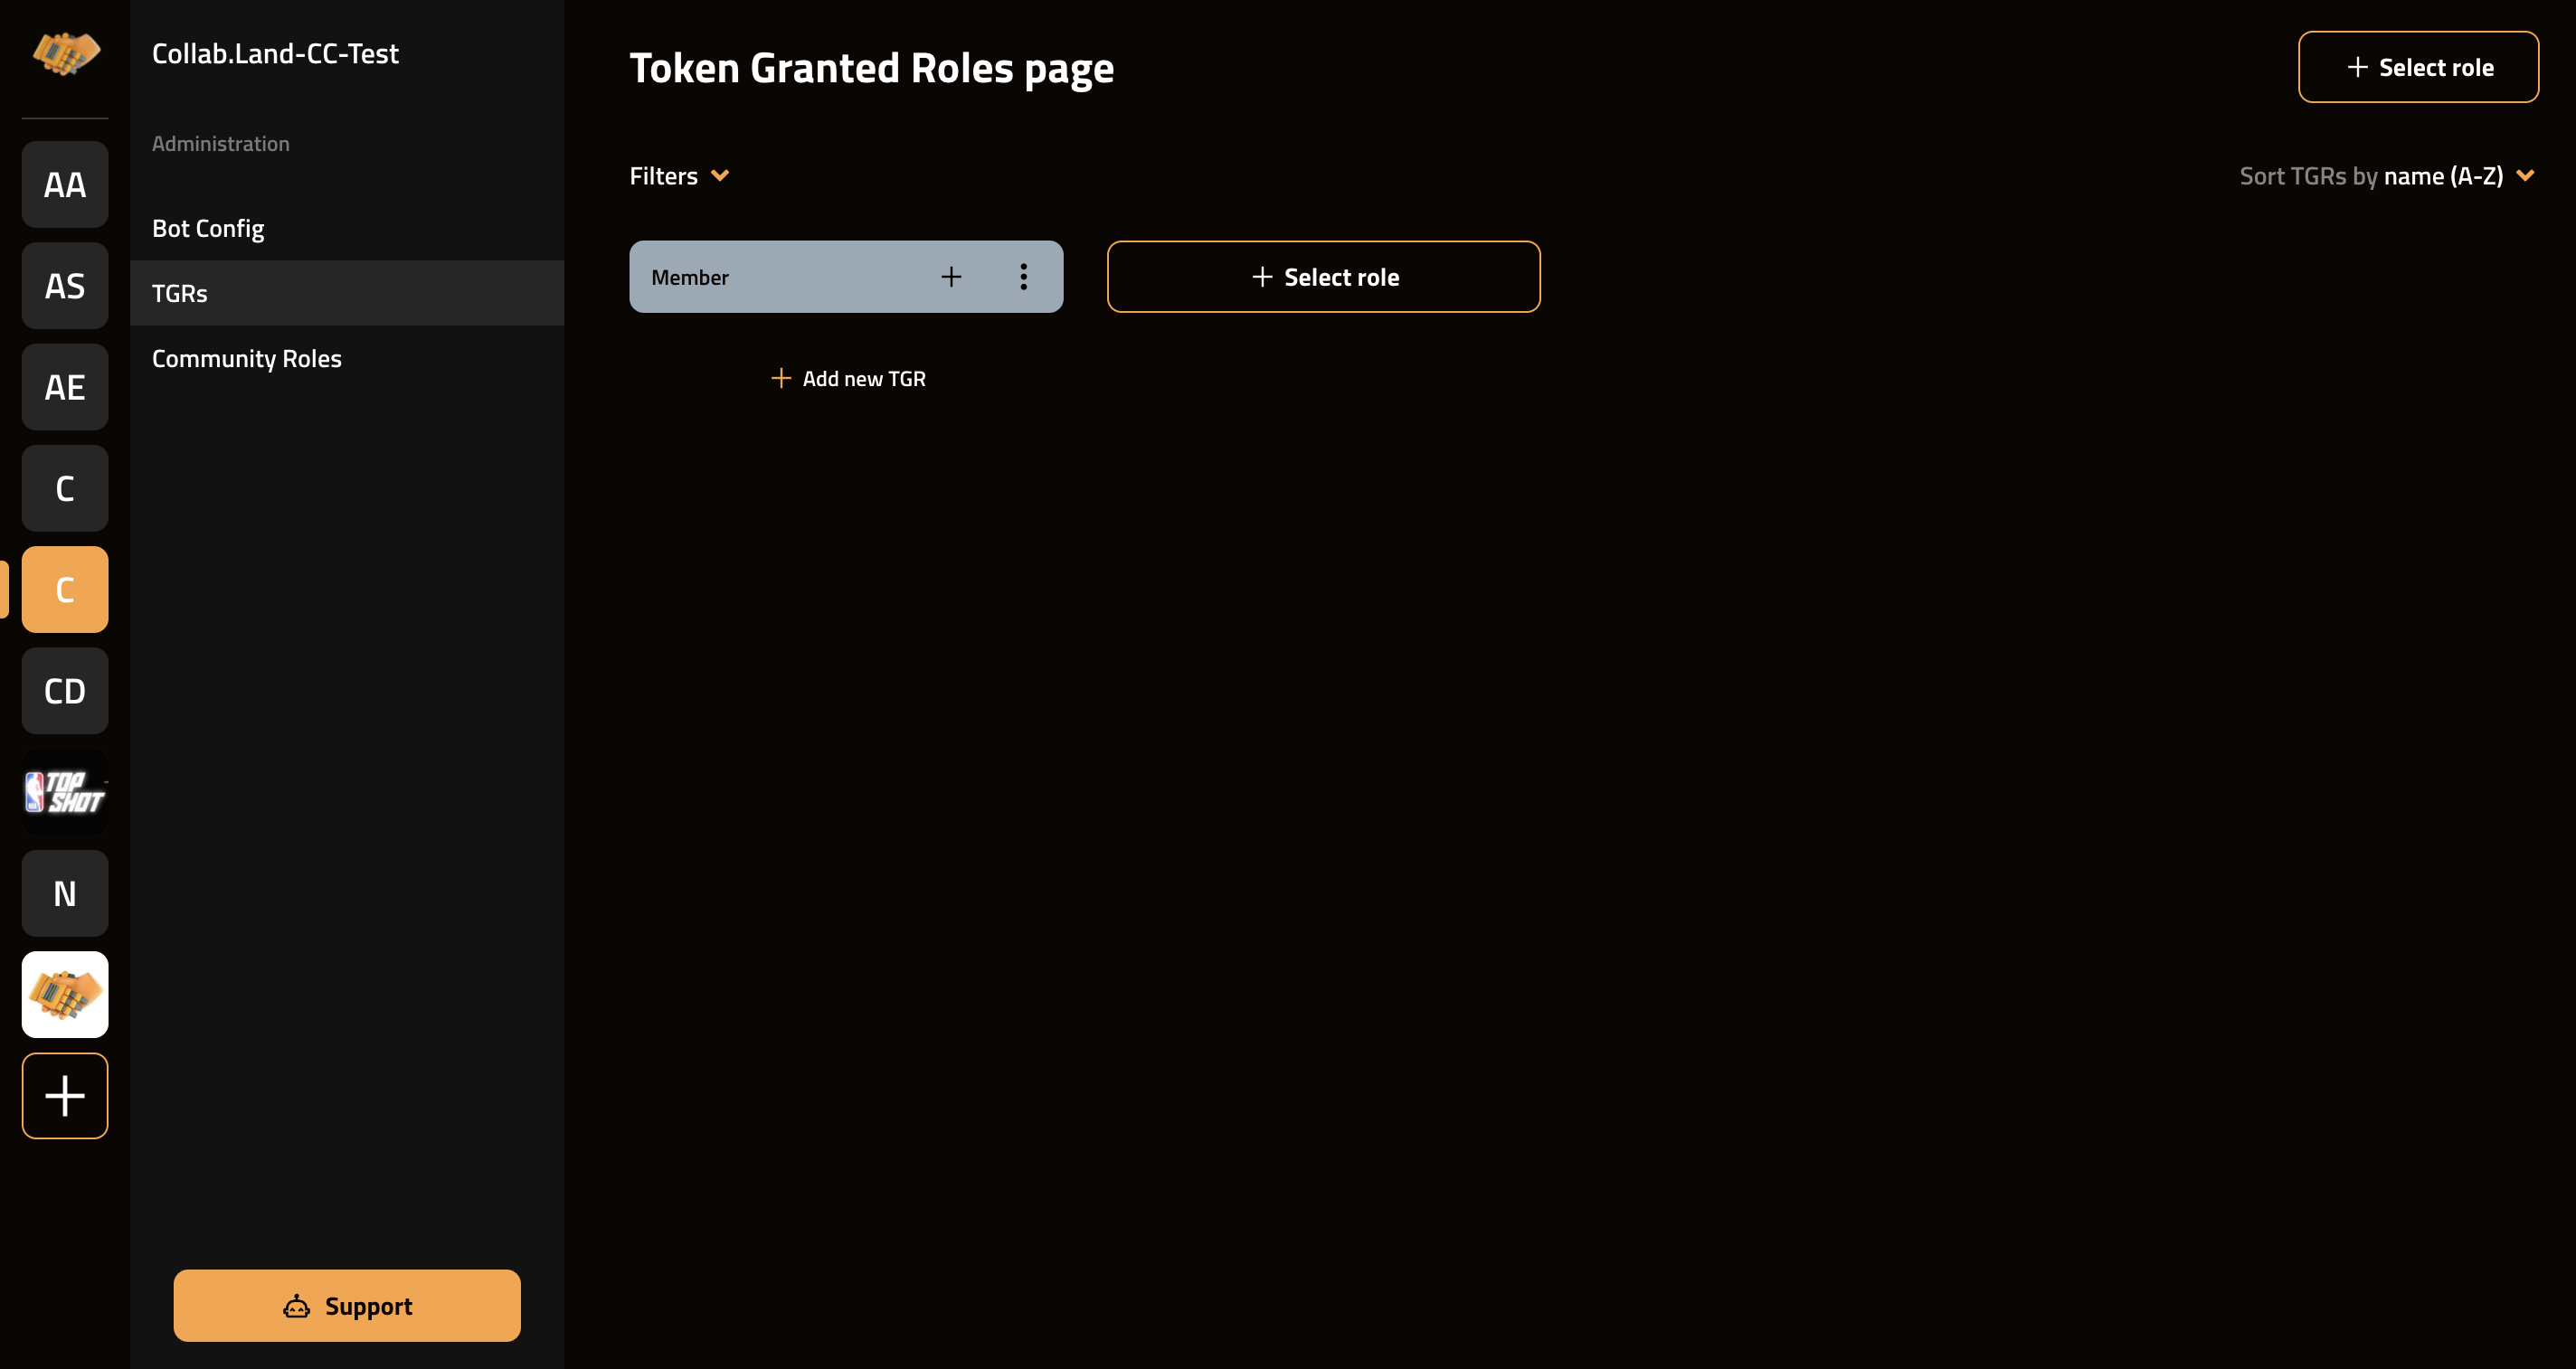 Collab.Land-CC-Test
Administration
Bot Config
TGRs
Community Roles
Support
AA
AS
AE
C
C
CD
TOP
SHOT
N
Token Granted Roles page
Select role
Filters
Sort TGRs by name (A-Z)
Member
Select role
Add new TGR